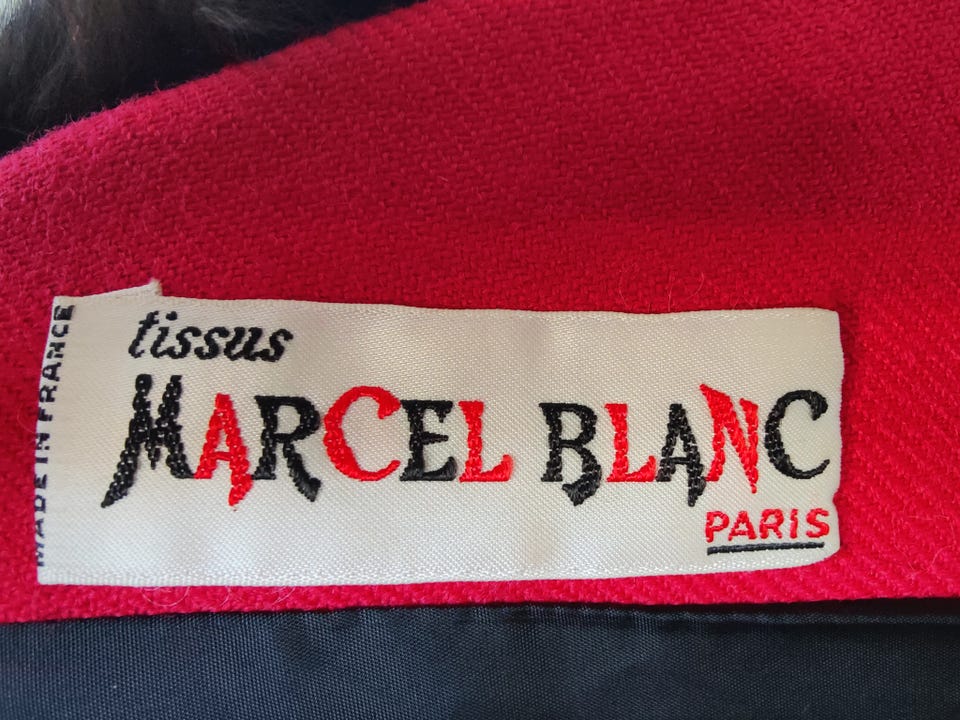 MADE IN FRANCE
tissus
MARCEL BLANC
PARIS